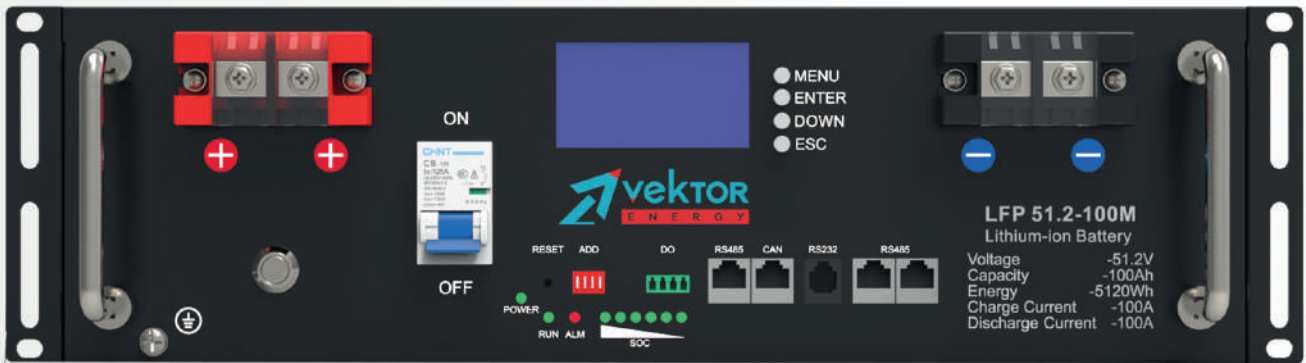 ON
CHNT
OFF
MENU
ENTER
DOWN
ESC
VEKTOR
ENERGY
RESET ADD DO RS485 CAN RS232 RS485
POWER
RUN ALM SOC
LFP 51.2-100M
Lithium-ion Battery
Voltage -51.2V
Capacity -100Ah
Energy -5120Wh
Charge Current -100A
Discharge Current -100A